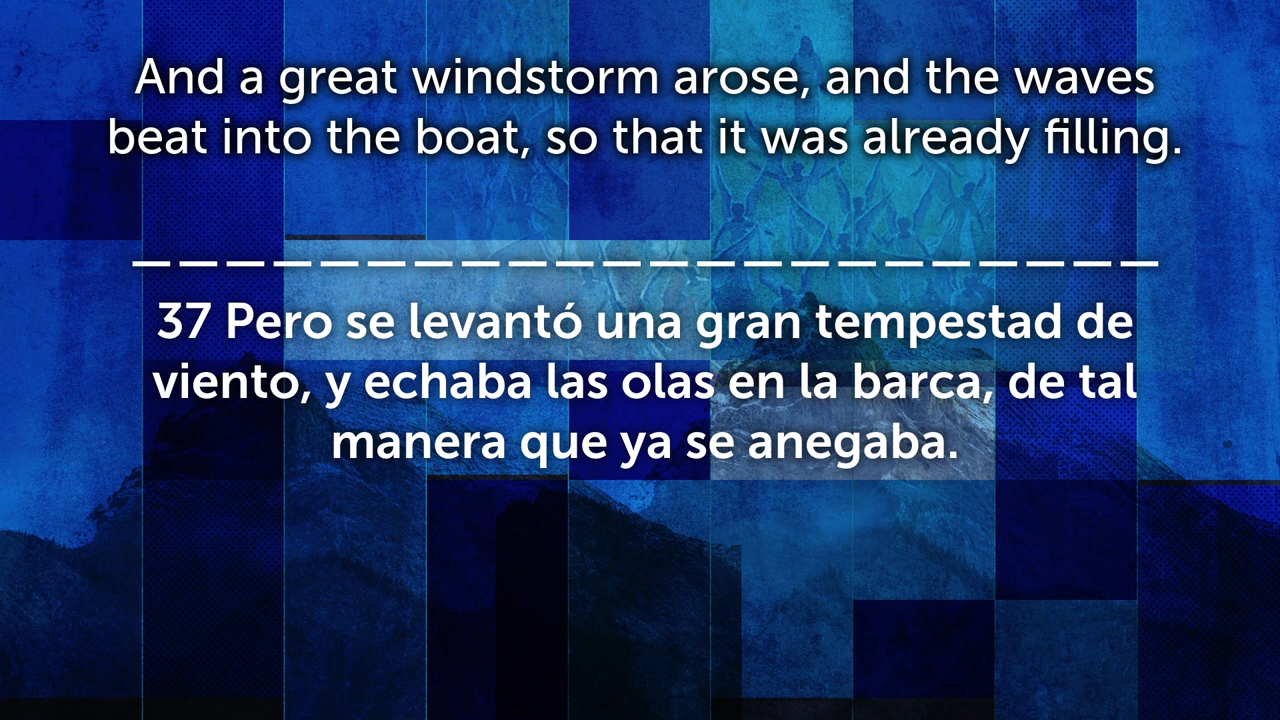 And a great windstorm arose, and the waves
beat into the boat, so that it was already filling.
37 Pero se levantó una gran tempestad de
viento, y echaba las olas en la barca, de tal
manera que ya se anegaba.